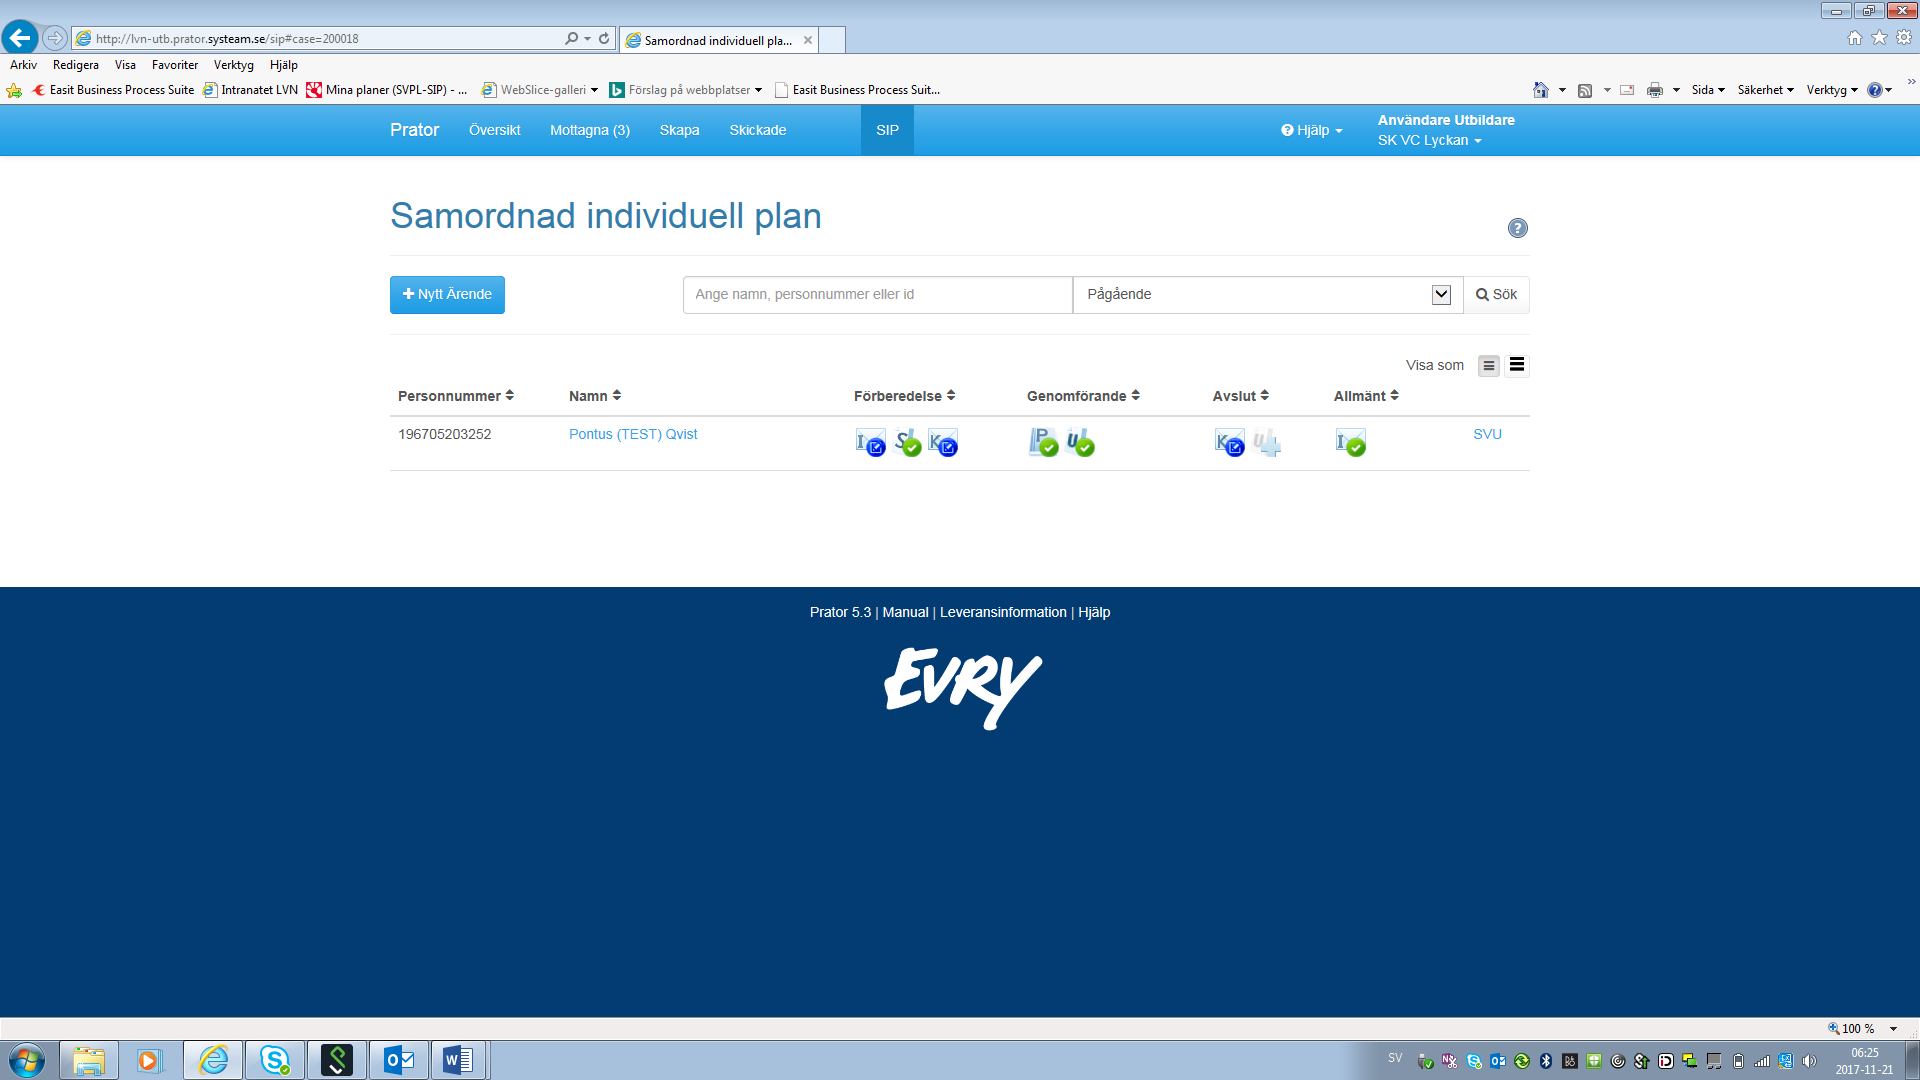 http://lvn-utb.prator.systeam.se/sip#case=200018
Samordnad individuell pla...
Arkiv Redigera Visa Favoriter Verktyg Hjälp
Easit Business Process Suite Intranatet LVN Mina planer (SVPL-SIP) - ... WebSlice-galleri Förslag på webbplatser Easit Business Process Suit... Sida Säkerhet Verktyg
Prator Översikt Mottagna (3) Skapa Skickade SIP Hjälp
Användare Utbildare
SK VC Lyckan
Samordnad individuell plan
Nytt Ärende Ange namn, personnummer eller id Pågående Sök
Visa som
Personnummer Namn Förberedelse Genomförande Avslut Allmänt
196705203252 Pontus (TEST) Qvist I S K P U K U I SVU
Prator 5.3 | Manual | Leveransinformation | Hjälp
EVRY
100 %
SV
06:25
2017-11-21